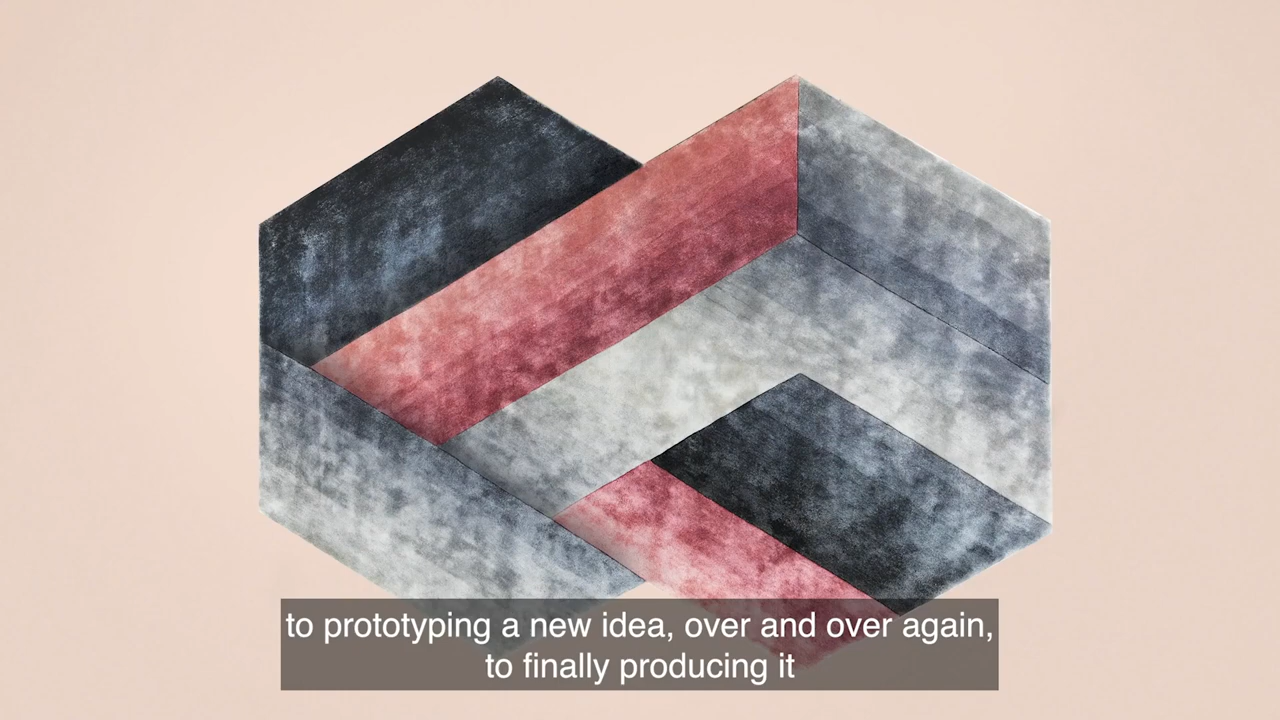 to prototyping a new idea, over and over again,
to finally producing it